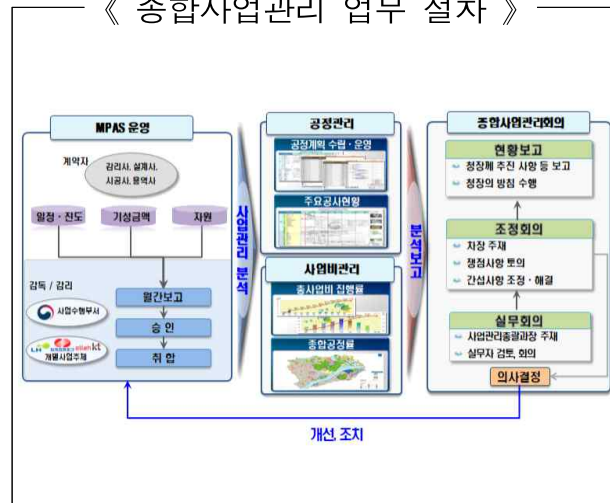 《 종합사업관리 업무 절차 》
MPAS 운영
계약자
감리사, 설계사,
시공사, 용역사
일정 · 진도
기성금액
자원
감독 / 감리
사업수행부서
LH
ollah kt
개별사업주체
월간보고
승 인
취 합
사업관리 분석
공정관리
공정계획 수립 · 운영
주요공사현황
사업비관리
총사업비 집행률
종합공정률
분석보고
종합사업관리회의
현황보고
청장께 추진 사항 등 보고
청장의 방침 수행
조정회의
차장 주재
쟁점사항 토의
간섭사항 조정 · 해결
실무회의
사업관리총괄과장 주재
실무자 검토, 회의
의사결정
개선, 조치